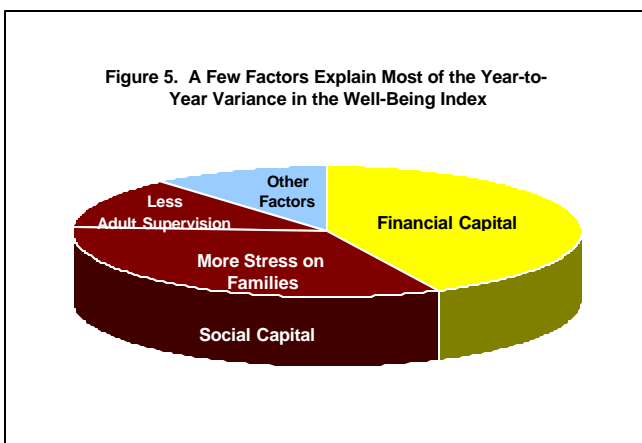 Figure 5.  A Few Factors Explain Most of the Year-to-
Year Variance in the Well-Being Index
Other
Factors
Less
Adult Supervision
Financial Capital
More Stress on
Families
Social Capital